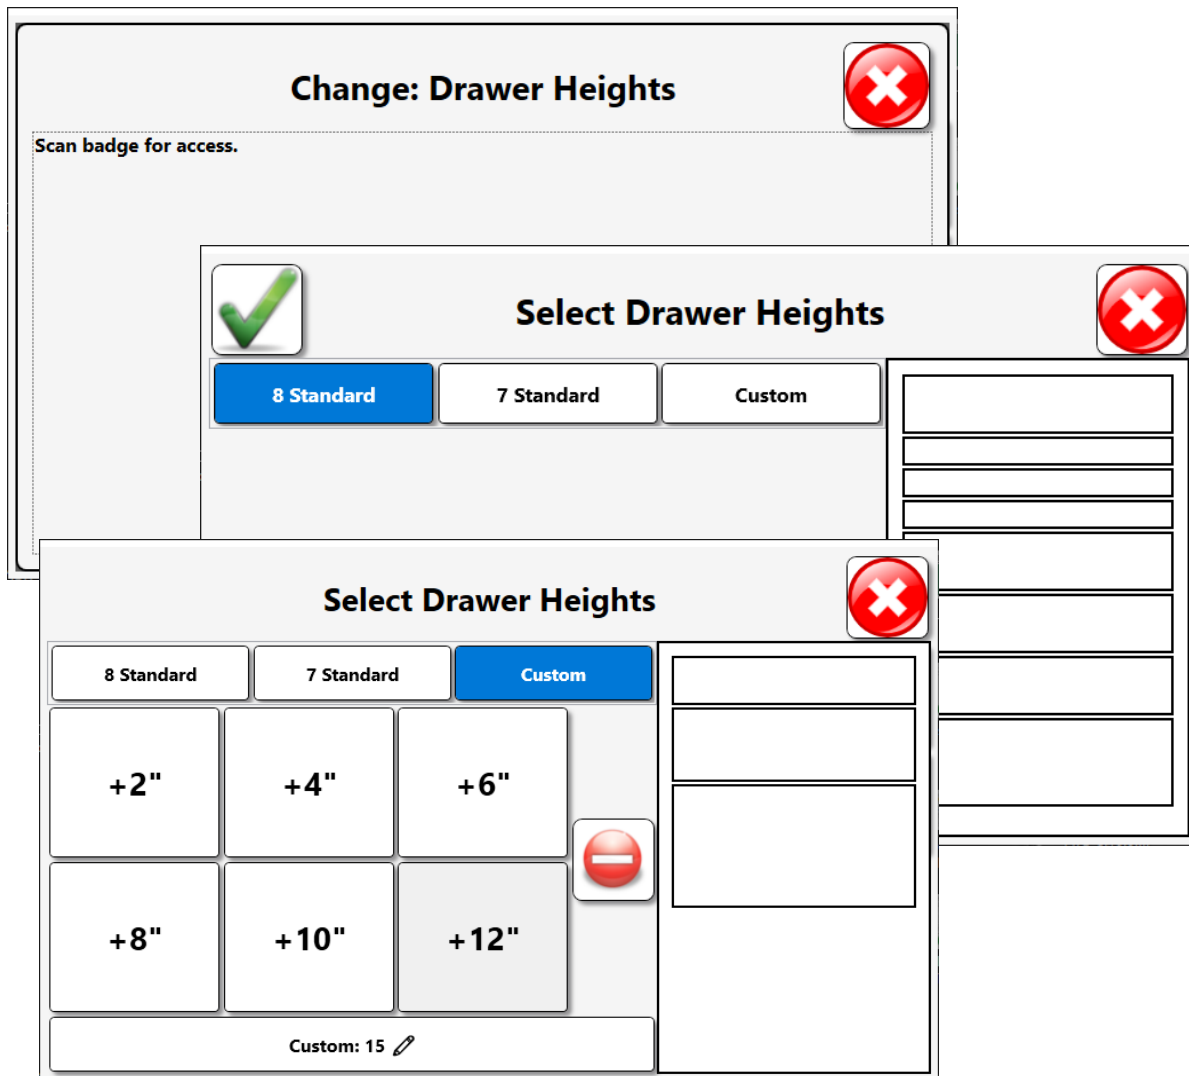 Change: Drawer Heights
Scan badge for access.
Select Drawer Heights
8 Standard
7 Standard
Custom
Select Drawer Heights
8 Standard
7 Standard
Custom
+2"
+4"
+6"
+8"
+10"
+12"
Custom: 15